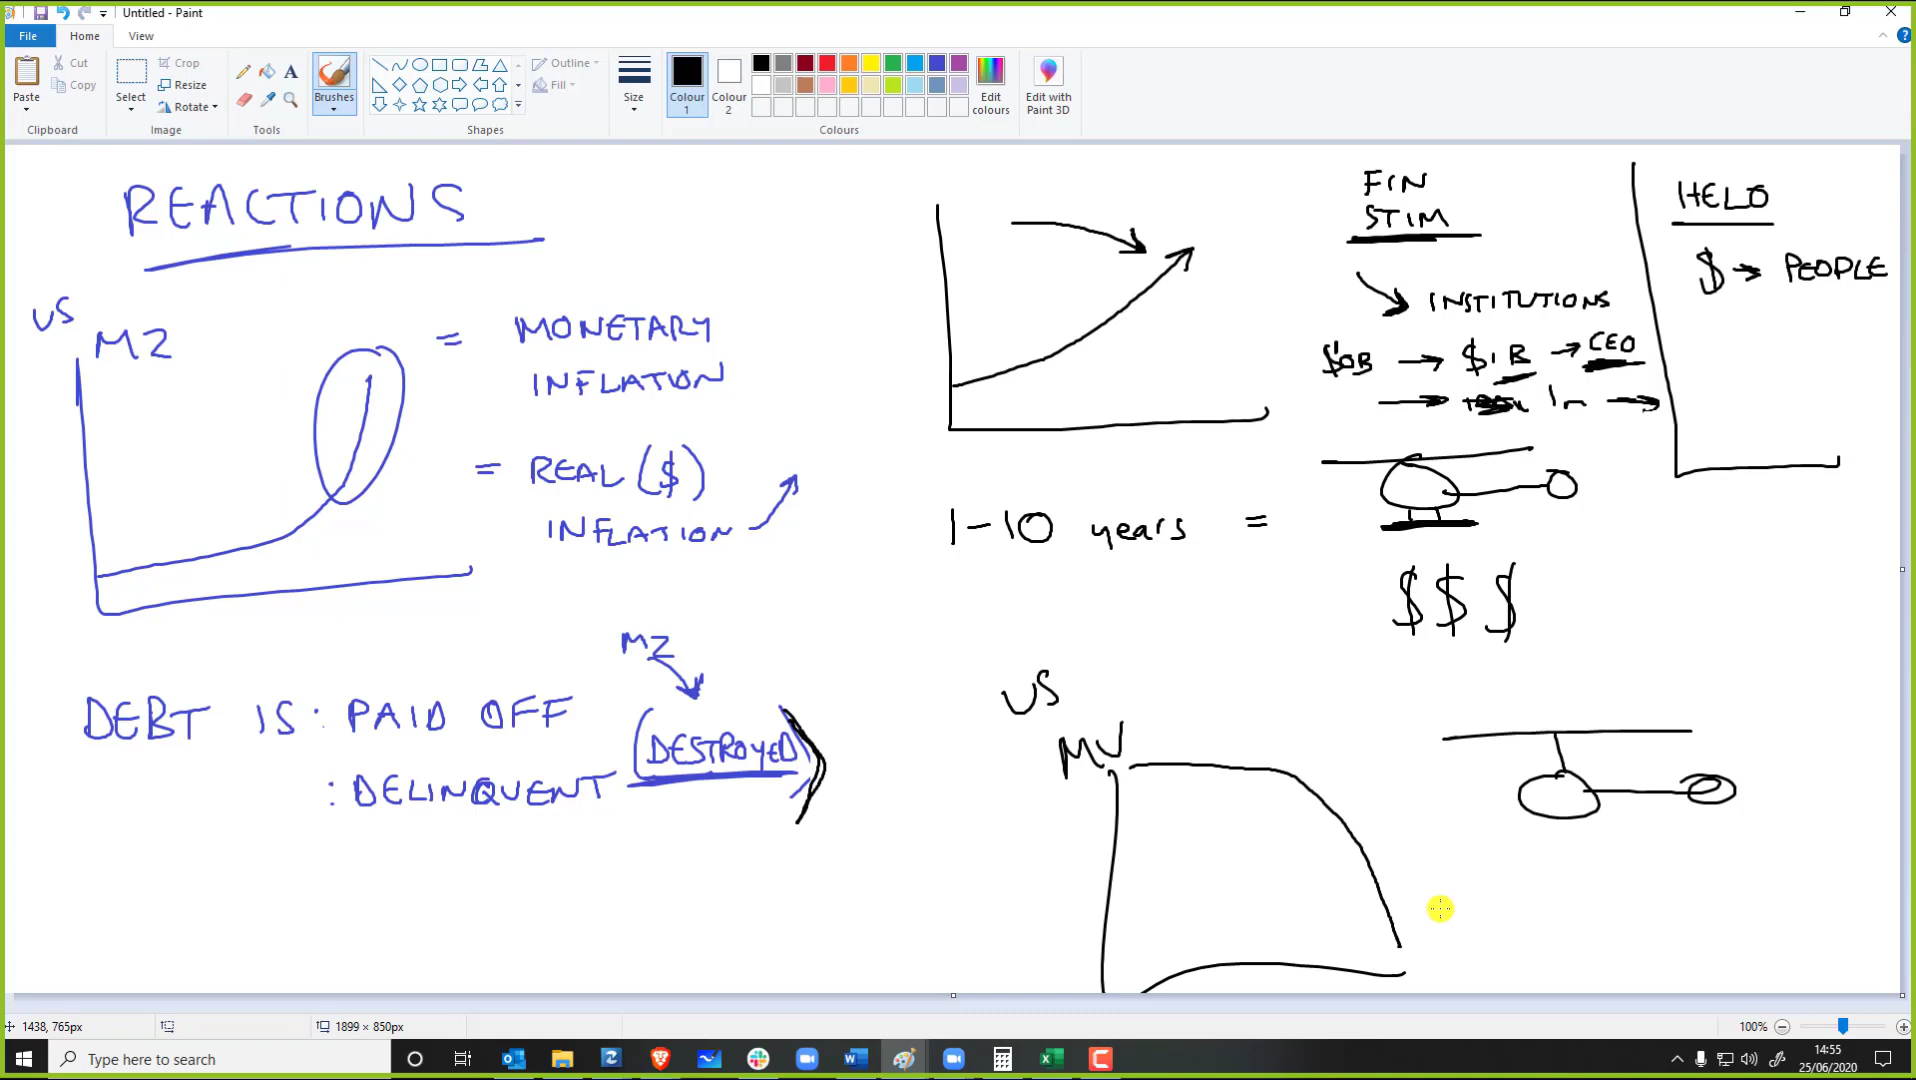 Untitled - Paint
File
Home
View
Paste
Cut
Copy
Clipboard
Select
Crop
Resize
Rotate
Image
Tools
Brushes
Shapes
Outline
Fill
Size
Colour 1
Colour 2
Colours
Edit colours
Edit with Paint 3D
REACTIONS
US
M2
= MONETARY
INFLATION
= REAL ($)
INFLATION
M2
DEBT IS: PAID OFF
(DESTROYED)
: DELINQUENT
FIN
STIM
INSTITUTIONS
→ $1B → CEO
1m
HELO
$ → PEOPLE
1-10 years =
$$$
US
MV
1438, 765px
1899 × 850px
100%
Type here to search
14:55
25/06/2020